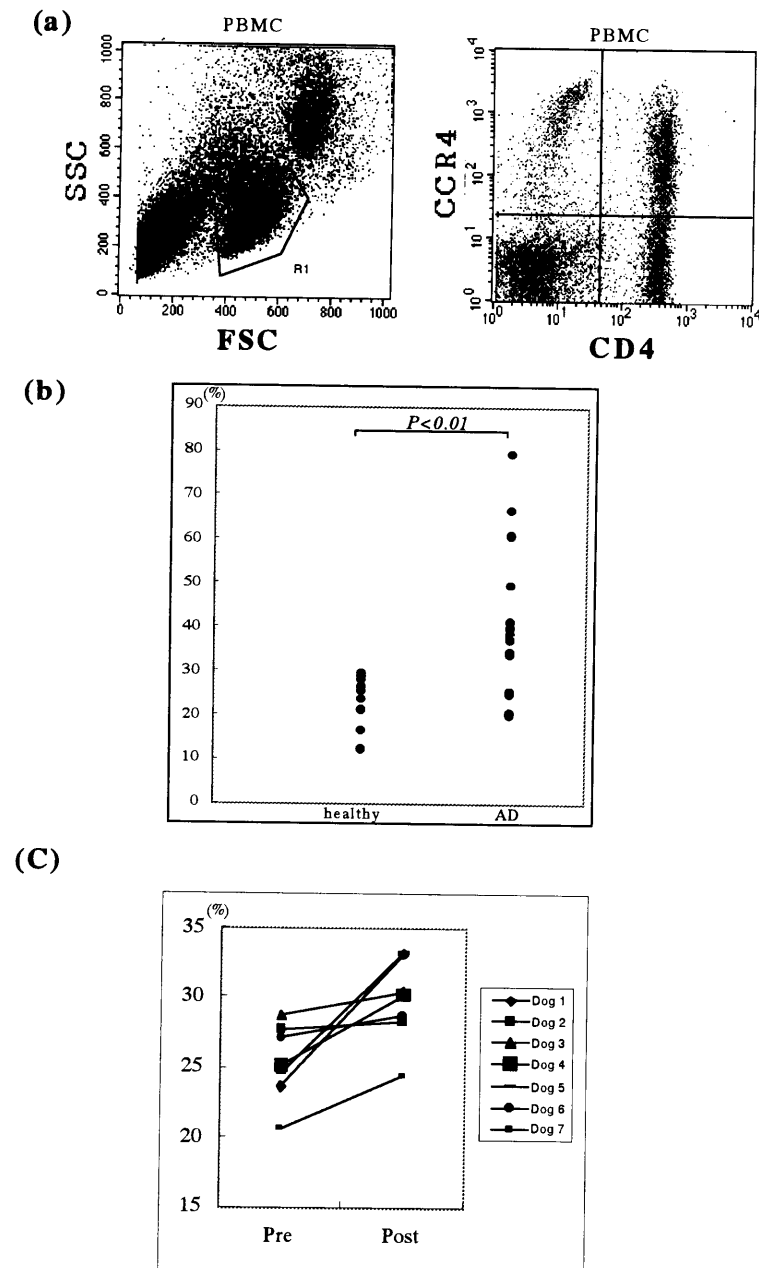 (a)
PBMC
1000
800
600
400
200
0
SSC
R1
0 200 400 600 800 1000
FSC
PBMC
10^4
10^3
10^2
10^1
10^0
CCR4
10^0 10^1 10^2 10^3 10^4
CD4
(b)
90 (%)
80
70
60
50
40
30
20
10
0
P<0.01
healthy AD
(C)
35 (%)
30
25
20
15
Pre Post
Dog 1
Dog 2
Dog 3
Dog 4
Dog 5
Dog 6
Dog 7